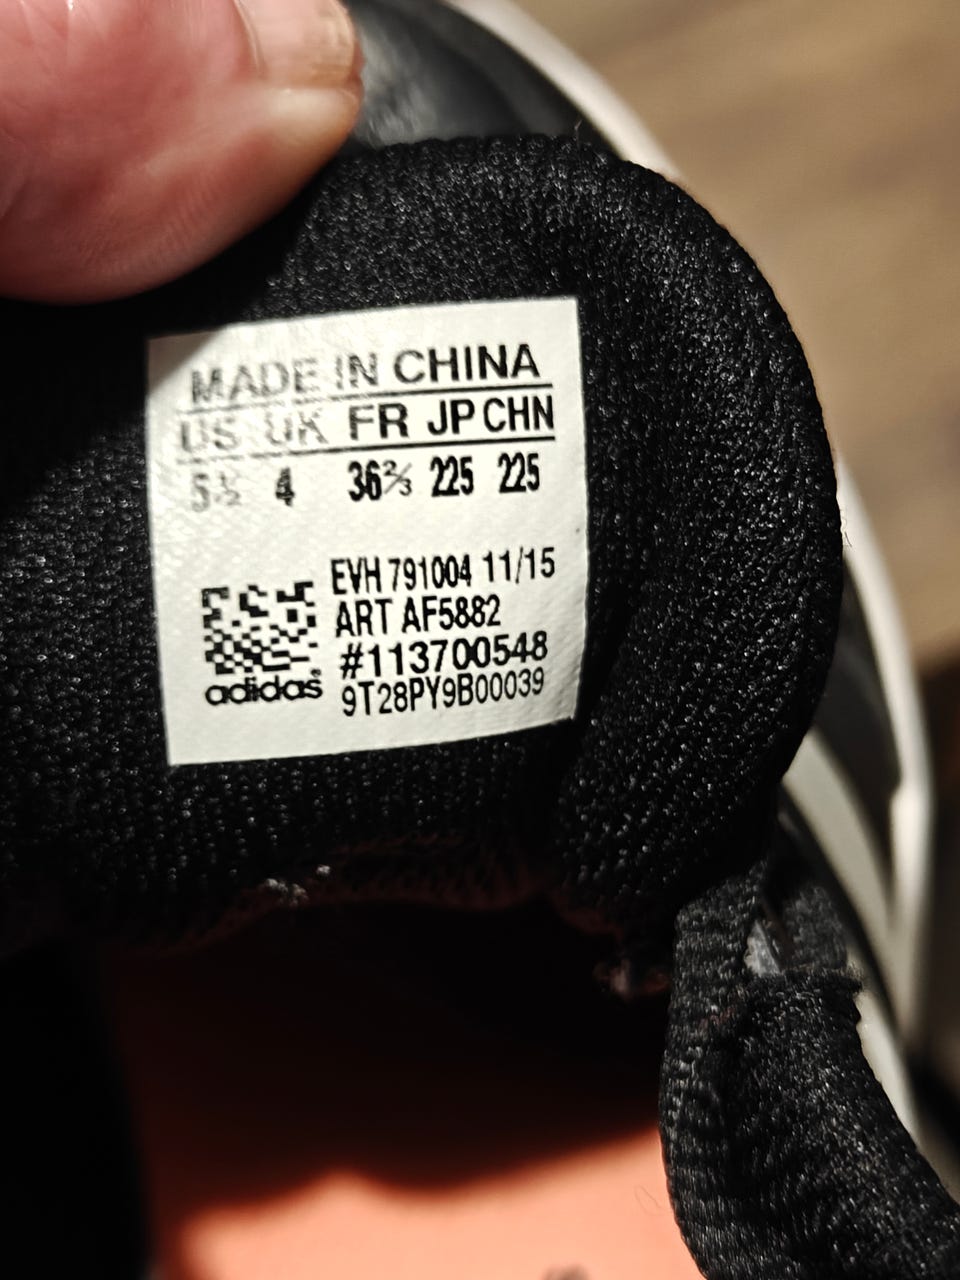 MADE IN CHINA
US UK FR JP CHN
5½ 4 36⅔ 225 225
EVH 791004 11/15
ART AF5882
#113700548
adidas® 9T28PY9B00039